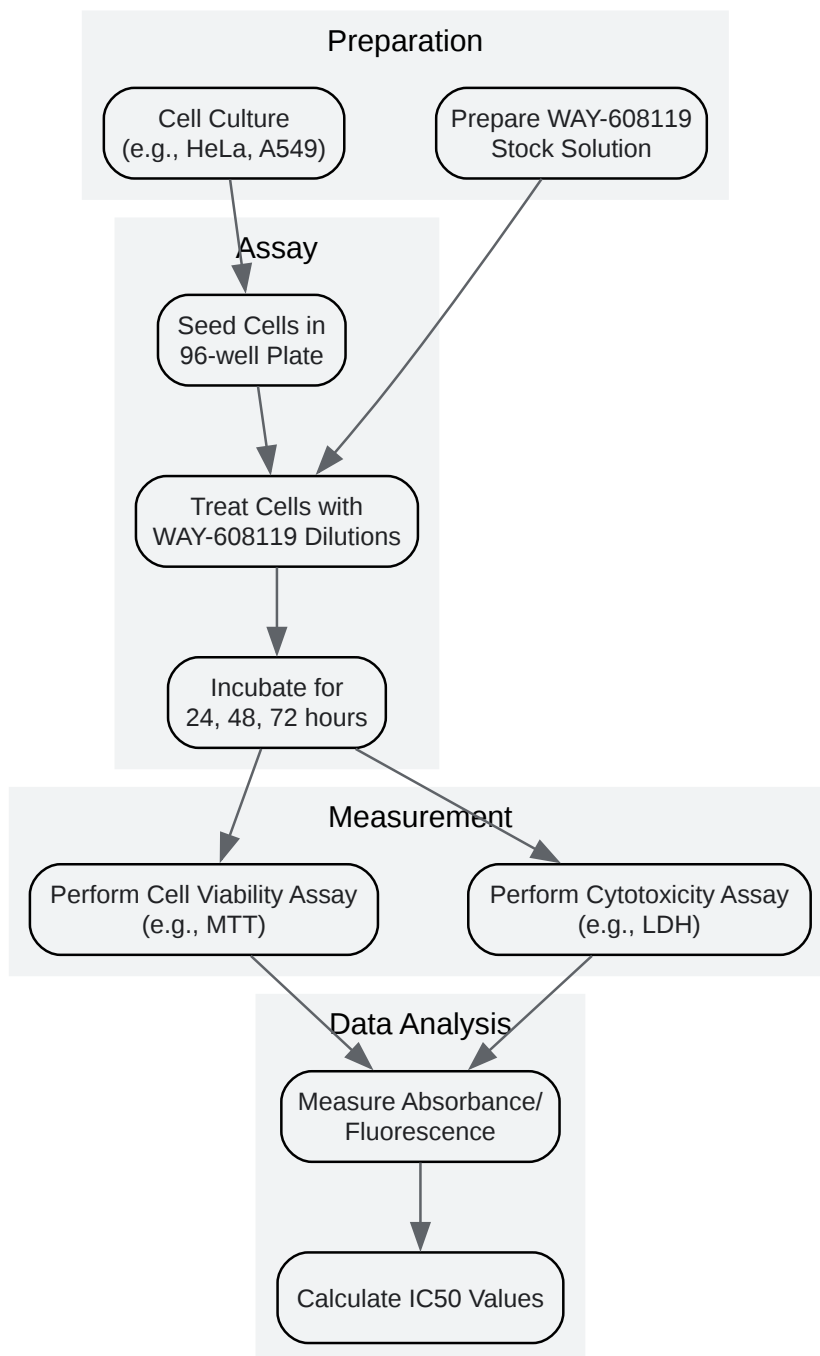 Preparation
Cell Culture
(e.g., HeLa, A549)
Prepare WAY-608119
Stock Solution
Assay
Seed Cells in
96-well Plate
Treat Cells with
WAY-608119 Dilutions
Incubate for
24, 48, 72 hours
Measurement
Perform Cell Viability Assay
(e.g., MTT)
Perform Cytotoxicity Assay
(e.g., LDH)
Data Analysis
Measure Absorbance/
Fluorescence
Calculate IC50 Values